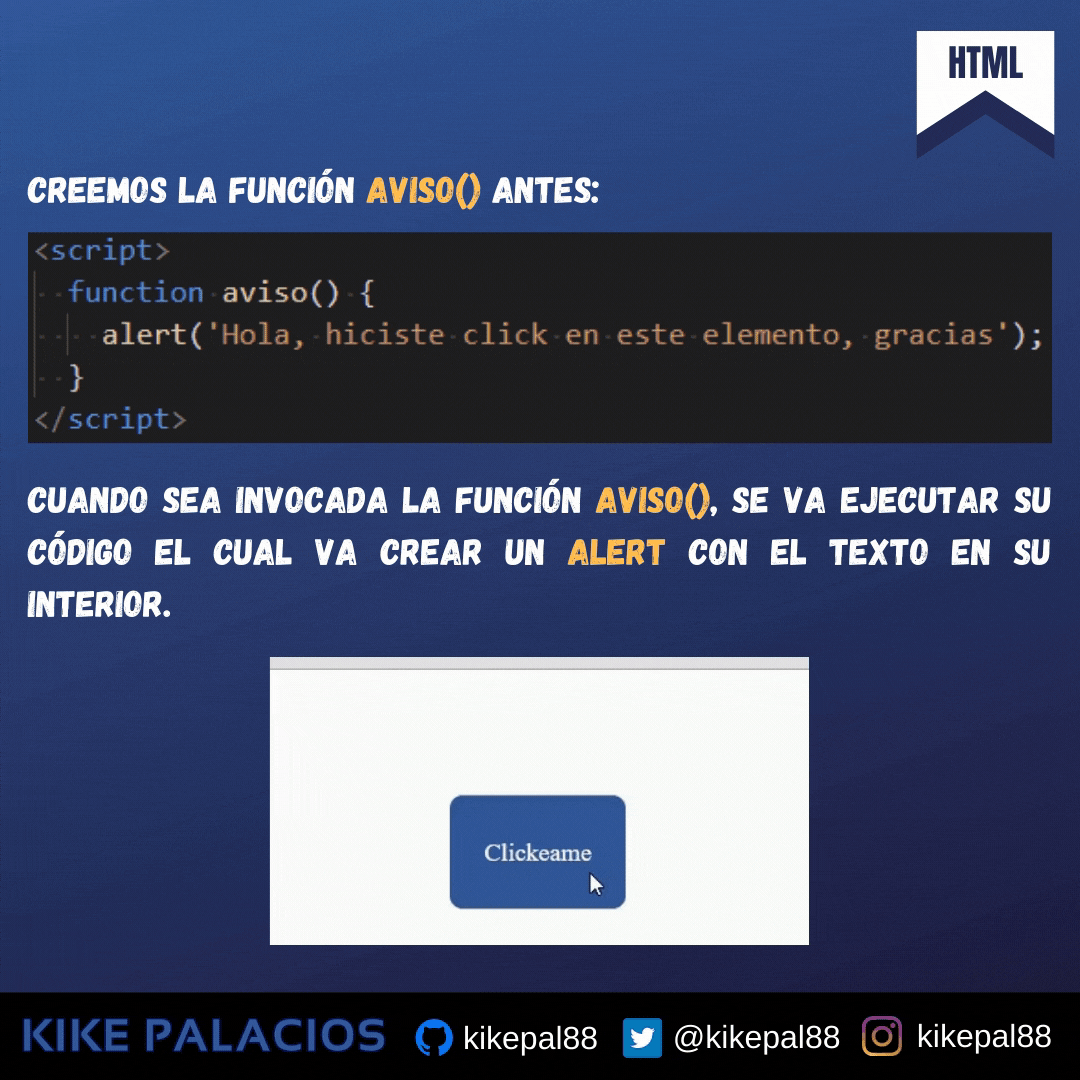 HTML
CREEMOS LA FUNCIÓN AVISO() ANTES:
<script>
function aviso() {
alert('Hola, hiciste click en este elemento, gracias');
}
</script>
CUANDO SEA INVOCADA LA FUNCIÓN AVISO(), SE VA EJECUTAR SU
CÓDIGO EL CUAL VA CREAR UN ALERT CON EL TEXTO EN SU
INTERIOR.
Clickeame
KIKE PALACIOS kikepal88 @kikepal88 kikepal88